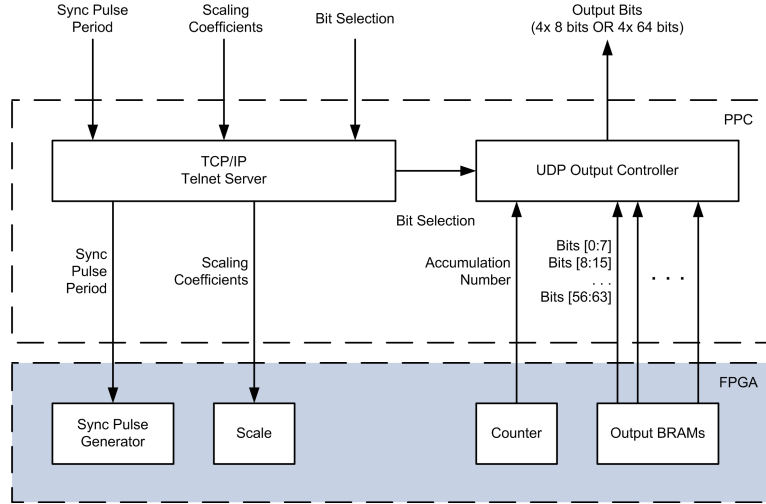 Sync Pulse
Period
Scaling
Coefficients
Bit Selection
Output Bits
(4x 8 bits OR 4x 64 bits)
PPC
TCP/IP
Telnet Server
UDP Output Controller
Bit Selection
Sync
Pulse
Period
Scaling
Coefficients
Accumulation
Number
Bits [0:7]
Bits [8:15]
. . .
Bits [56:63]
. . .
FPGA
Sync Pulse
Generator
Scale
Counter
Output BRAMs